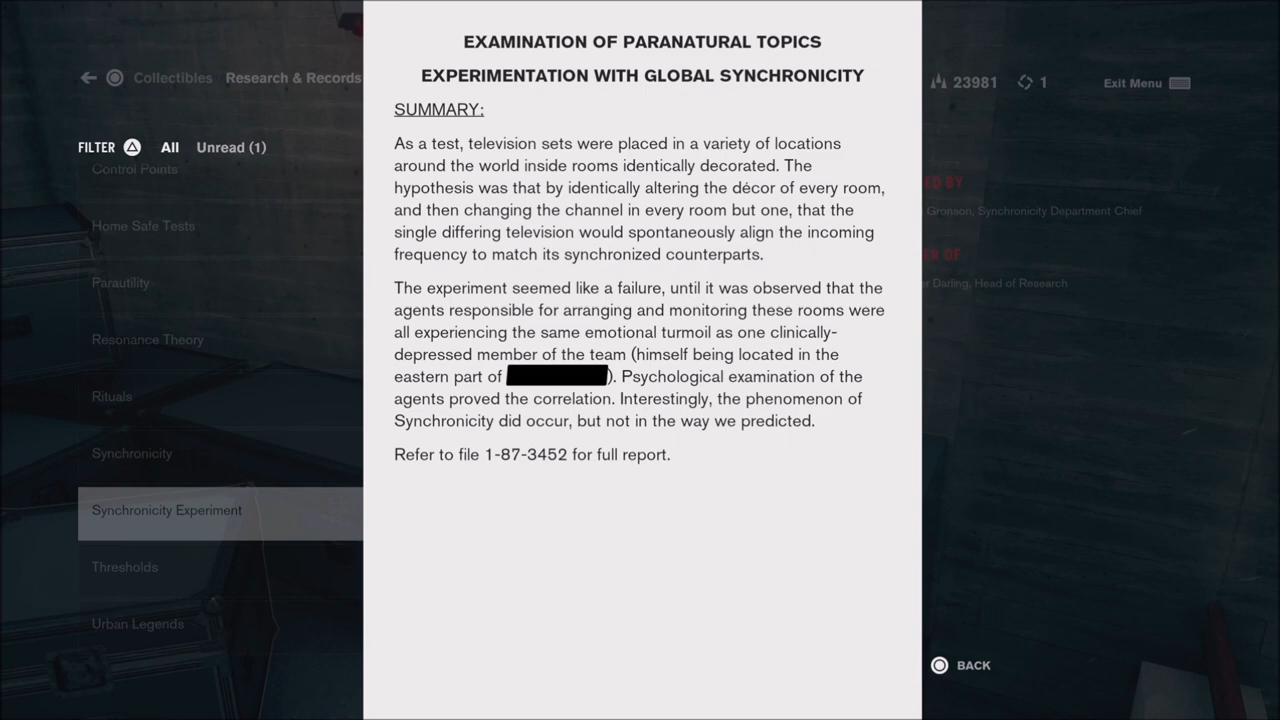 EXAMINATION OF PARANATURAL TOPICS
EXPERIMENTATION WITH GLOBAL SYNCHRONICITY
SUMMARY:
As a test, television sets were placed in a variety of locations
around the world inside rooms identically decorated. The
hypothesis was that by identically altering the décor of every room,
and then changing the channel in every room but one, that the
single differing television would spontaneously align the incoming
frequency to match its synchronized counterparts.
The experiment seemed like a failure, until it was observed that the
agents responsible for arranging and monitoring these rooms were
all experiencing the same emotional turmoil as one clinically-
depressed member of the team (himself being located in the
eastern part of ). Psychological examination of the
agents proved the correlation. Interestingly, the phenomenon of
Synchronicity did occur, but not in the way we predicted.
Refer to file 1-87-3452 for full report.
Collectibles Research & Records
FILTER All Unread (1)
Control Points
Home Safe Tests
Parautility
Resonance Theory
Rituals
Synchronicity
Synchronicity Experiment
Thresholds
Urban Legends
23981 1 Exit Menu
ED BY
Gronson, Synchronicity Department Chief
ER OF
er Darling, Head of Research
BACK